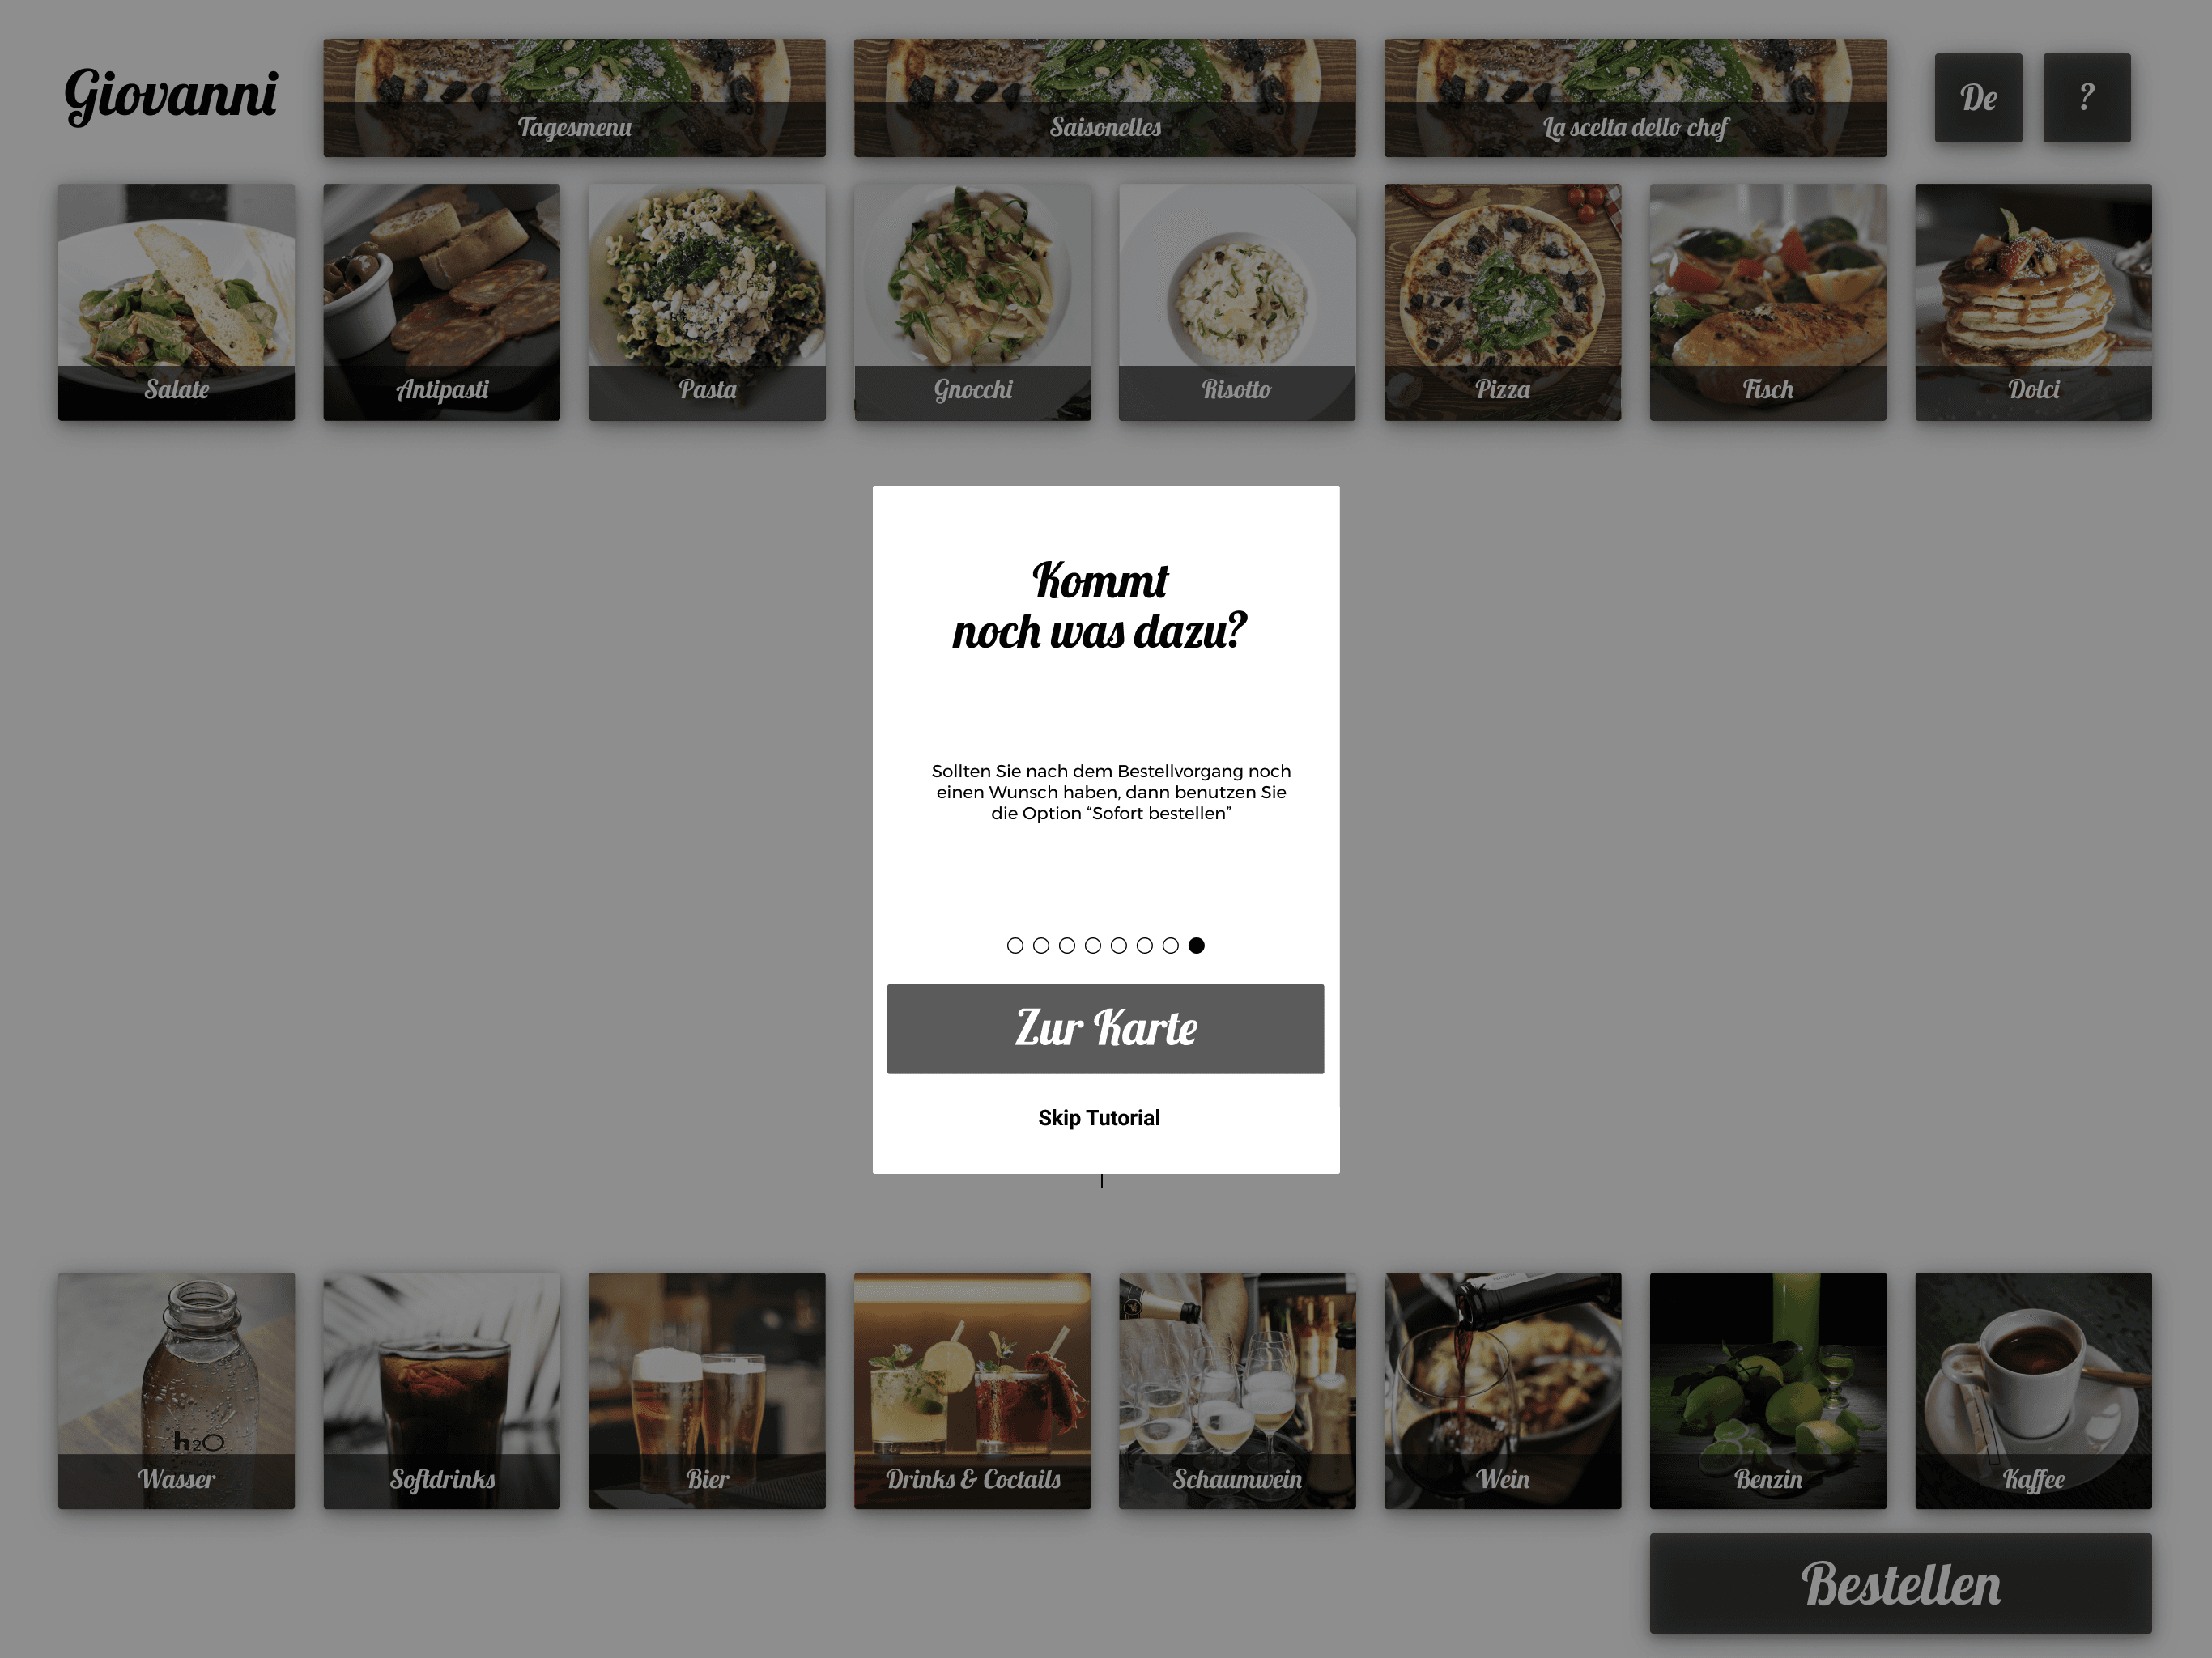 Giovanni
Tagesmenu
Saisonelles
La scelta dello chef
De
?
Salate
Antipasti
Pasta
Gnocchi
Risotto
Pizza
Fisch
Dolci
Kommt
noch was dazu?
Sollten Sie nach dem Bestellvorgang noch
einen Wunsch haben, dann benutzen Sie
die Option “Sofort bestellen”
Zur Karte
Skip Tutorial
h2O
Wasser
Softdrinks
Bier
Drinks & Coctails
Schaumwein
Wein
Benzin
Kaffee
Bestellen